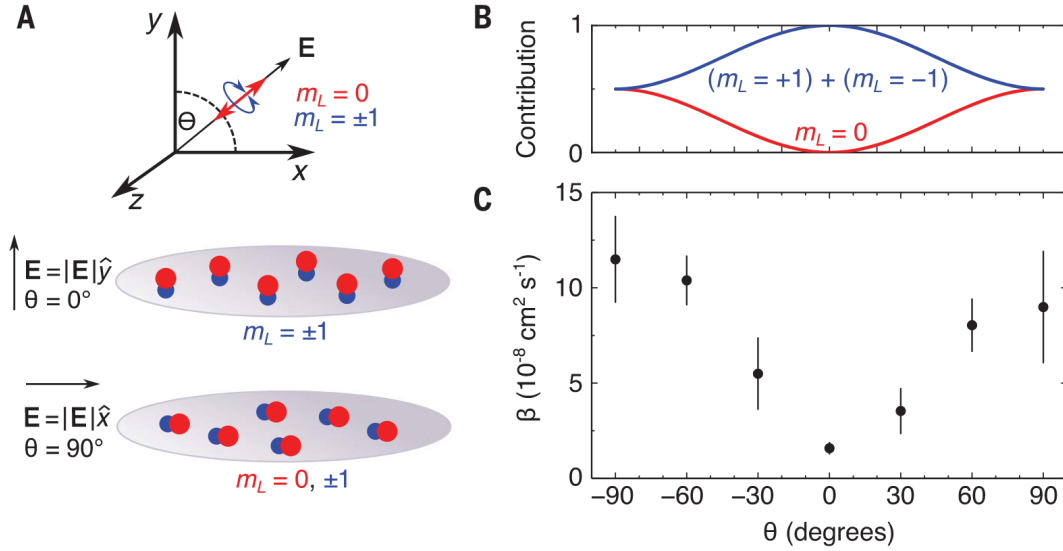 A
y
E
m_L = 0
m_L = ±1
Θ
x
z
E = |E|ŷ
θ = 0°
m_L = ±1
E = |E|x̂
θ = 90°
m_L = 0, ±1
B
1
Contribution
0
(m_L = +1) + (m_L = −1)
m_L = 0
C
15
10
5
0
β (10⁻⁸ cm² s⁻¹)
−90 −60 −30 0 30 60 90
θ (degrees)